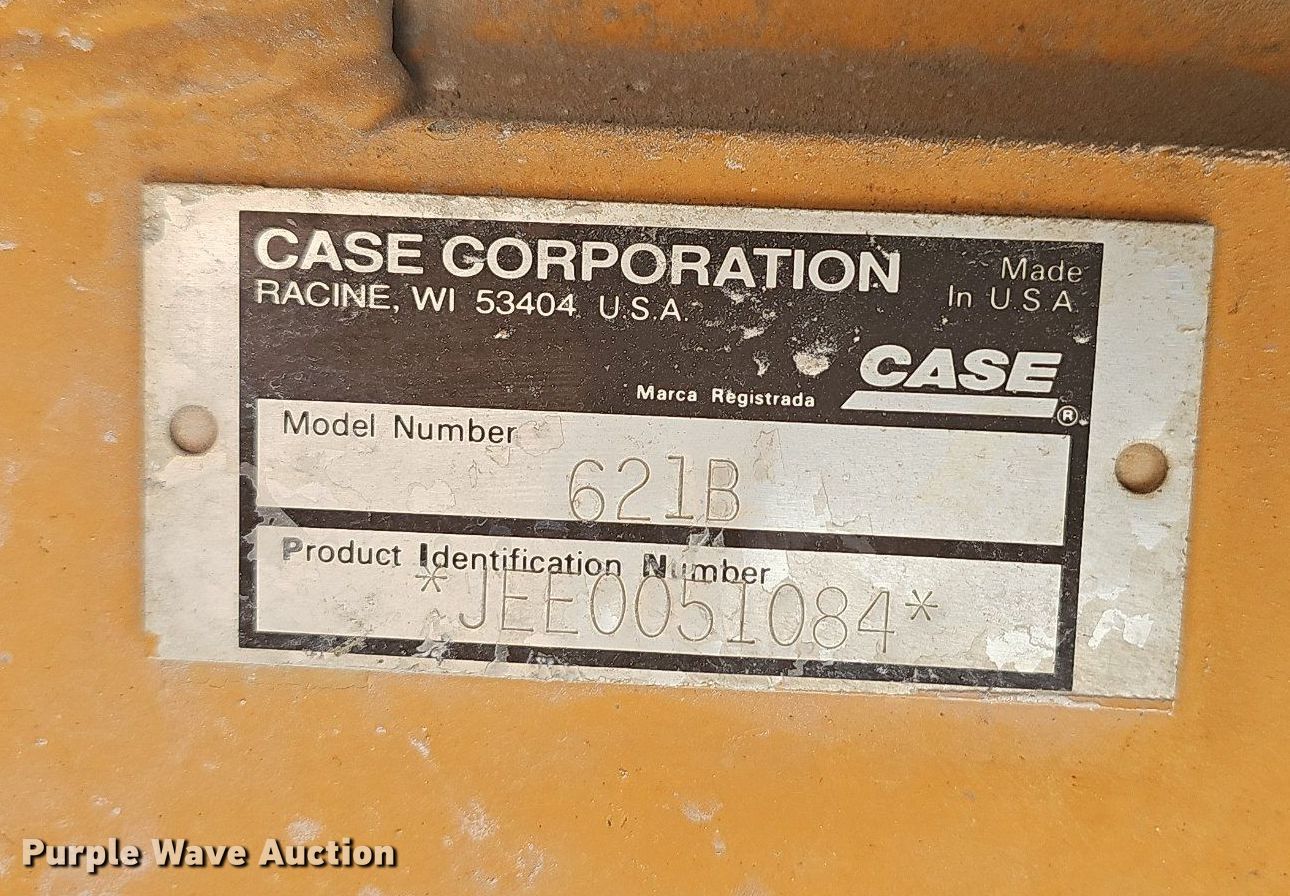 CASE CORPORATION
RACINE, WI 53404 U.S.A.
Made
In U.S.A.
CASE
Marca Registrada
®
Model Number
621B
Product Identification Number
*JEE0051084*
Purple Wave Auction